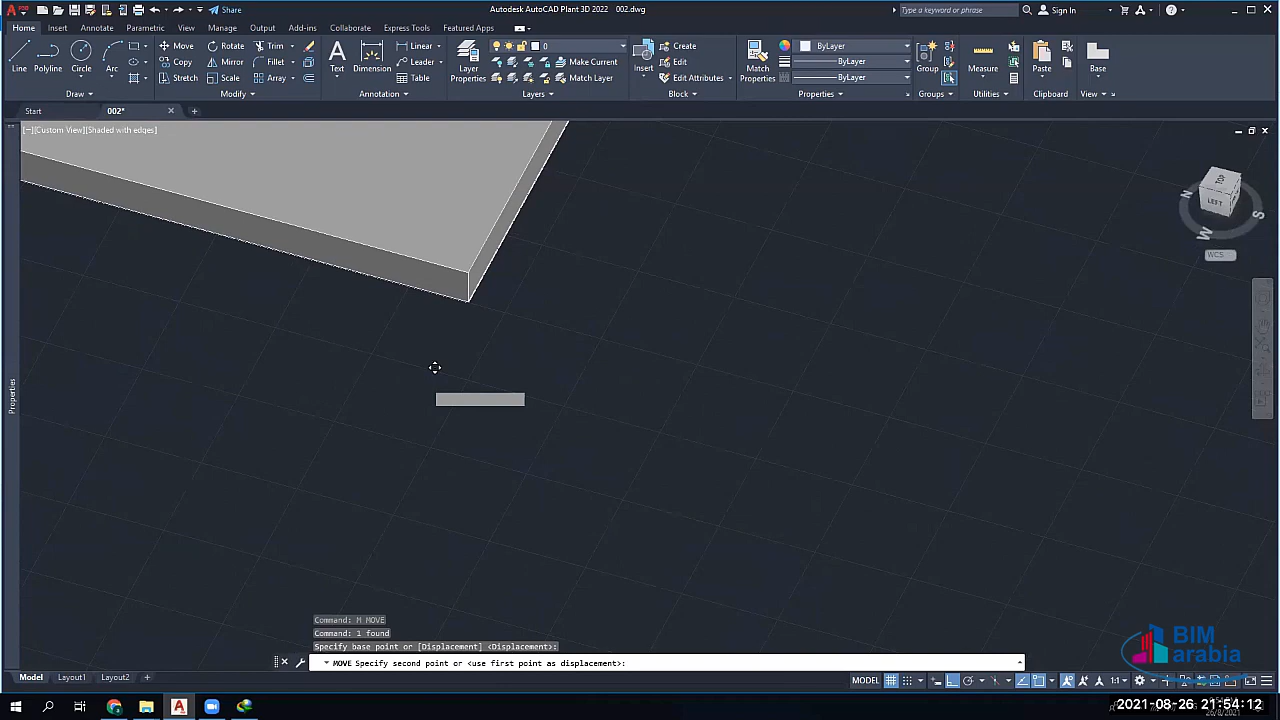 Share
Autodesk AutoCAD Plant 3D 2022 002.dwg
Type a keyword or phrase
Sign In
Home Insert Annotate Parametric View Manage Output Add-ins Collaborate Express Tools Featured Apps
Line Polyline Circle Arc
Move Rotate Trim
Copy Mirror Fillet
Stretch Scale Array
Text Dimension
Linear
Leader
Table
Layer Properties
0
Make Current
Match Layer
Insert
Create
Edit
Edit Attributes
Match Properties
ByLayer
ByLayer
ByLayer
Group
Measure
Paste
Base
Draw Modify Annotation Layers Block Properties Groups Utilities Clipboard View
Start 002*
[−][Custom View][Shaded with edges]
TOP
LEFT
N
S
W
WCS
Properties
Command: M MOVE
Command: 1 found
Specify base point or [Displacement] <Displacement>:
MOVE Specify second point or <use first point as displacement>:
BIM
arabia
Model Layout1 Layout2
MODEL
1:1
2021-08-26 21:54:12